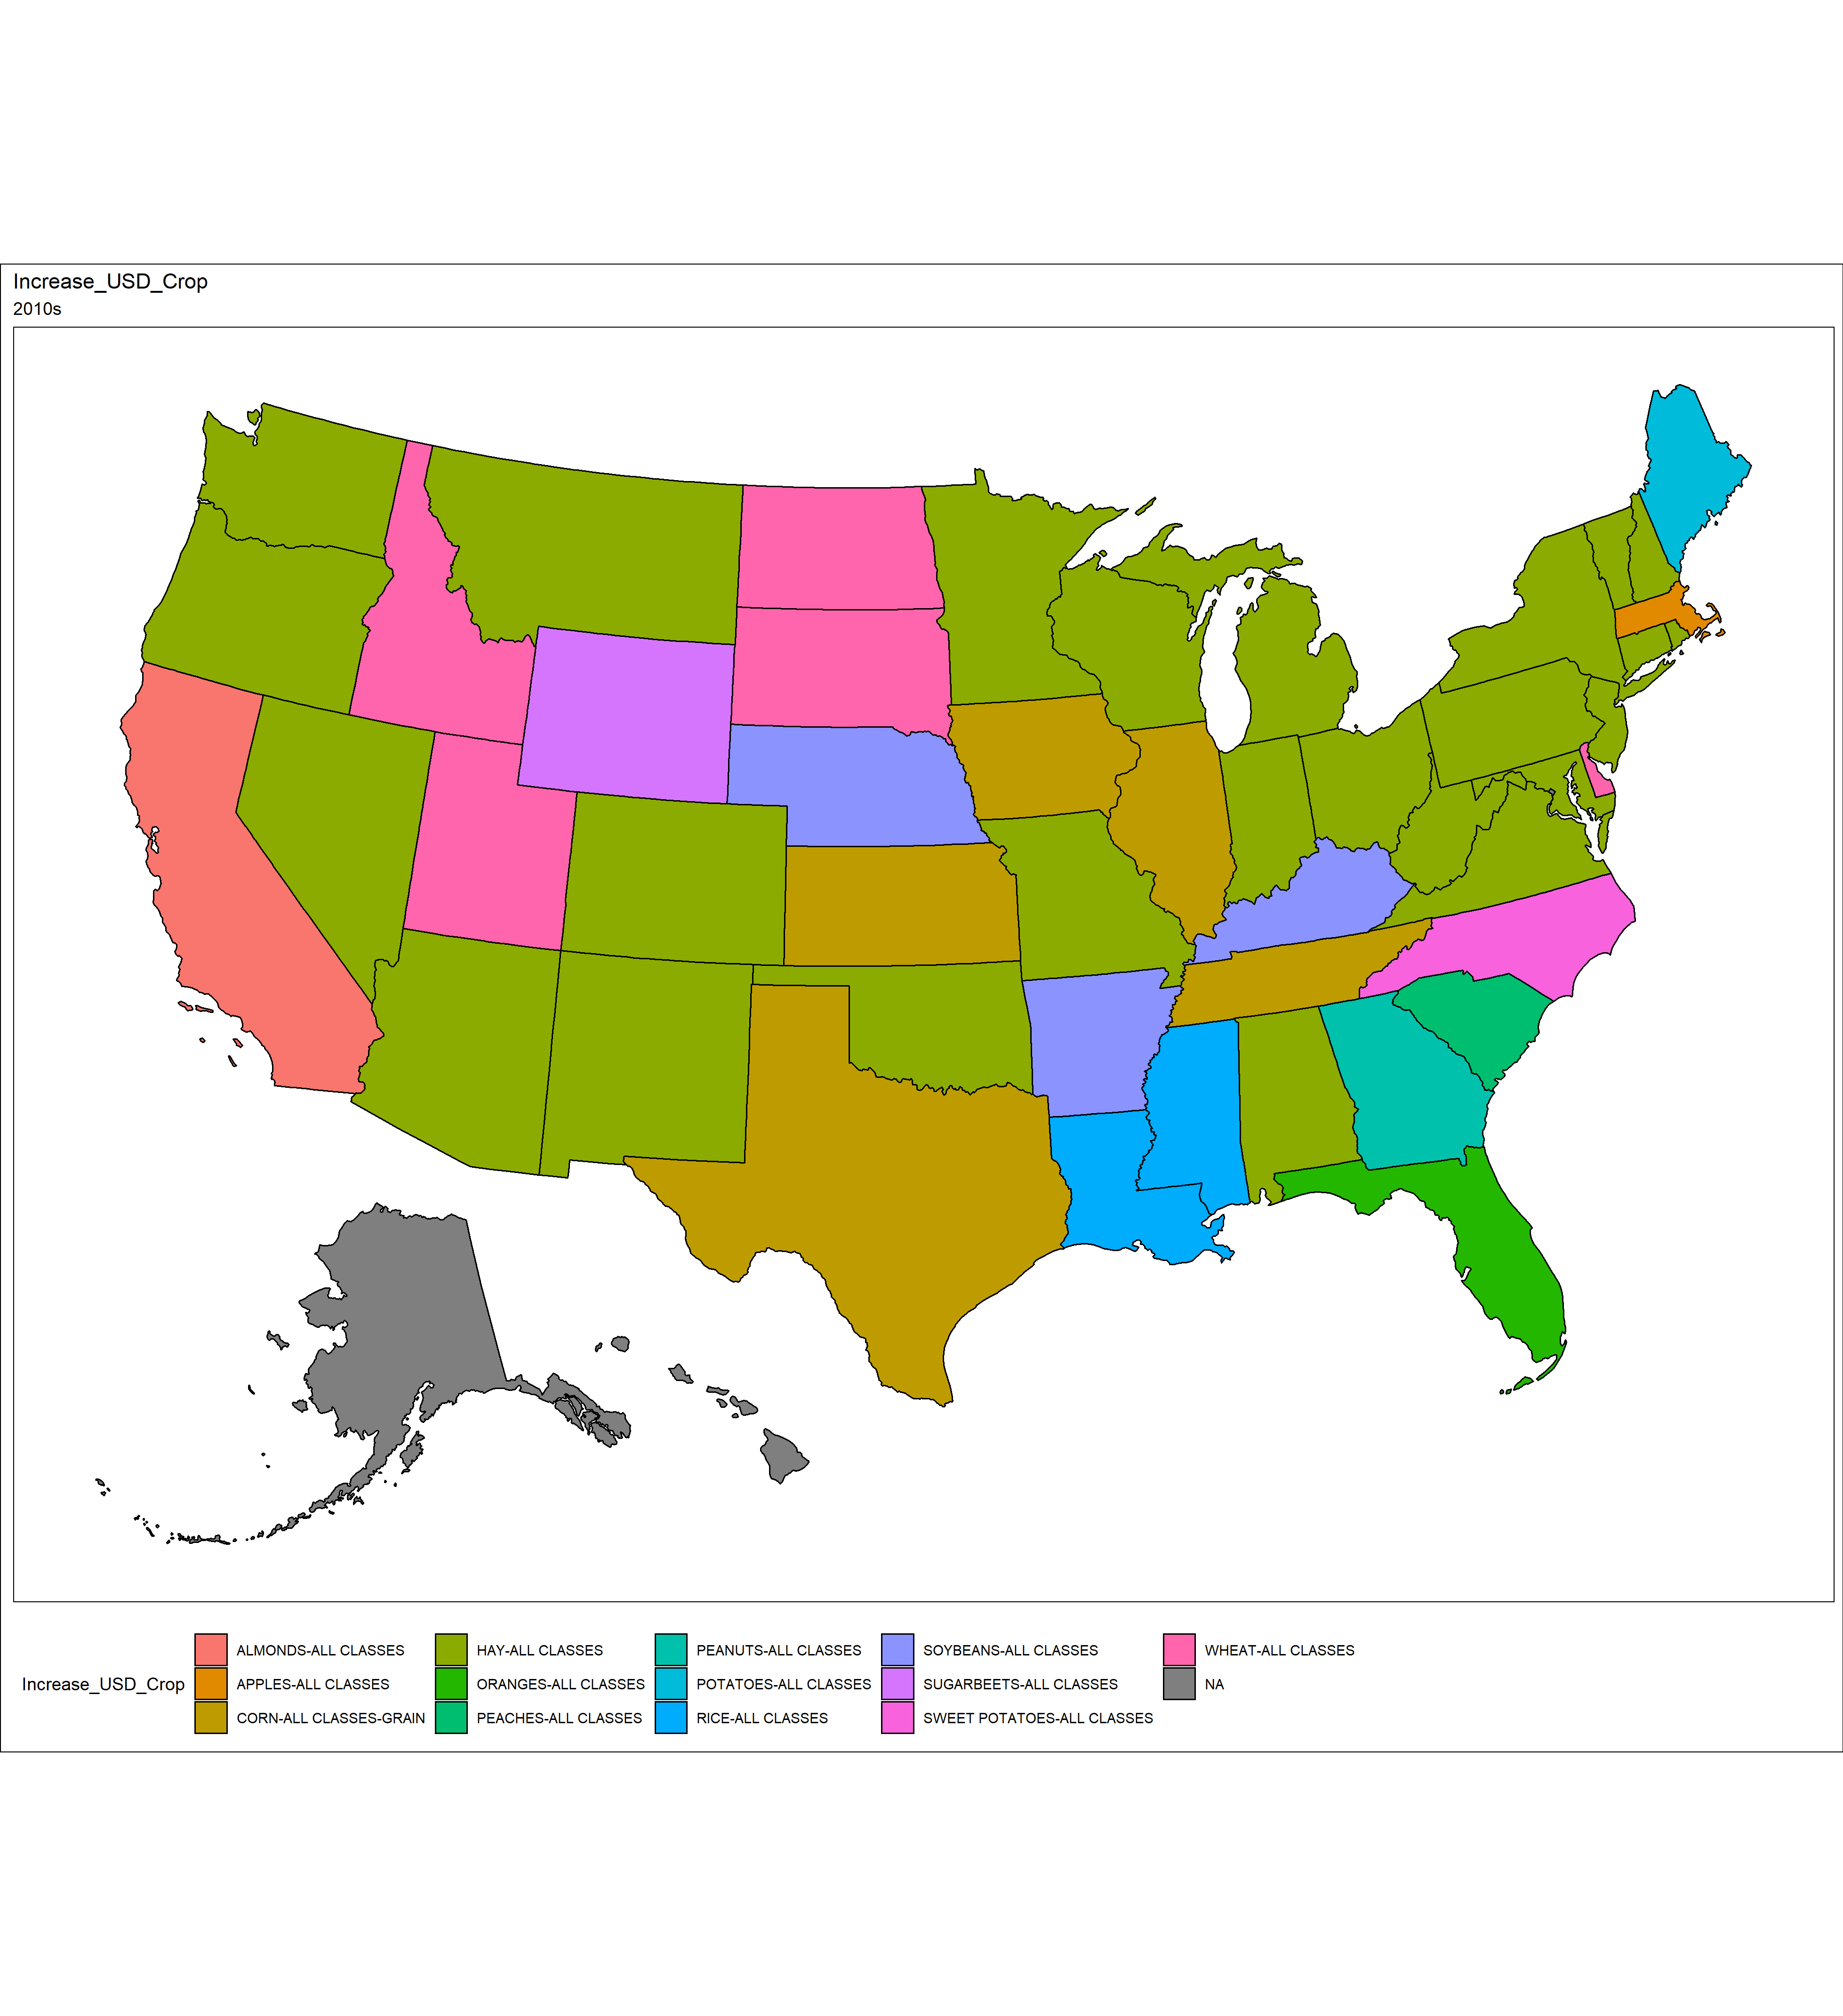 Increase_USD_Crop
2010s
Increase_USD_Crop
ALMONDS-ALL CLASSES
APPLES-ALL CLASSES
CORN-ALL CLASSES-GRAIN
HAY-ALL CLASSES
ORANGES-ALL CLASSES
PEACHES-ALL CLASSES
PEANUTS-ALL CLASSES
POTATOES-ALL CLASSES
RICE-ALL CLASSES
SOYBEANS-ALL CLASSES
SUGARBEETS-ALL CLASSES
SWEET POTATOES-ALL CLASSES
WHEAT-ALL CLASSES
NA